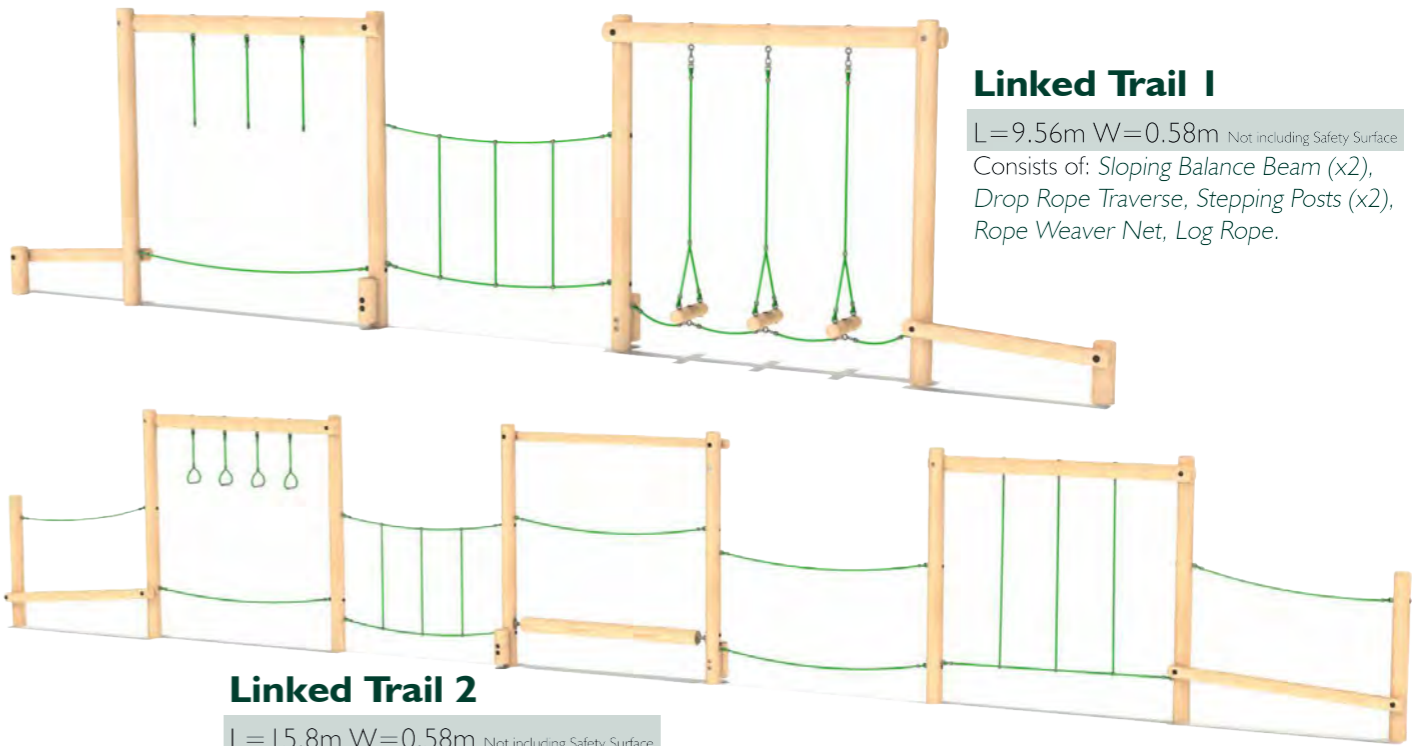 Linked Trail 1
L=9.56m W=0.58m Not including Safety Surface
Consists of: Sloping Balance Beam (x2),
Drop Rope Traverse, Stepping Posts (x2),
Rope Weaver Net, Log Rope.
Linked Trail 2
L=15.8m W=0.58m Not including Safety Surface